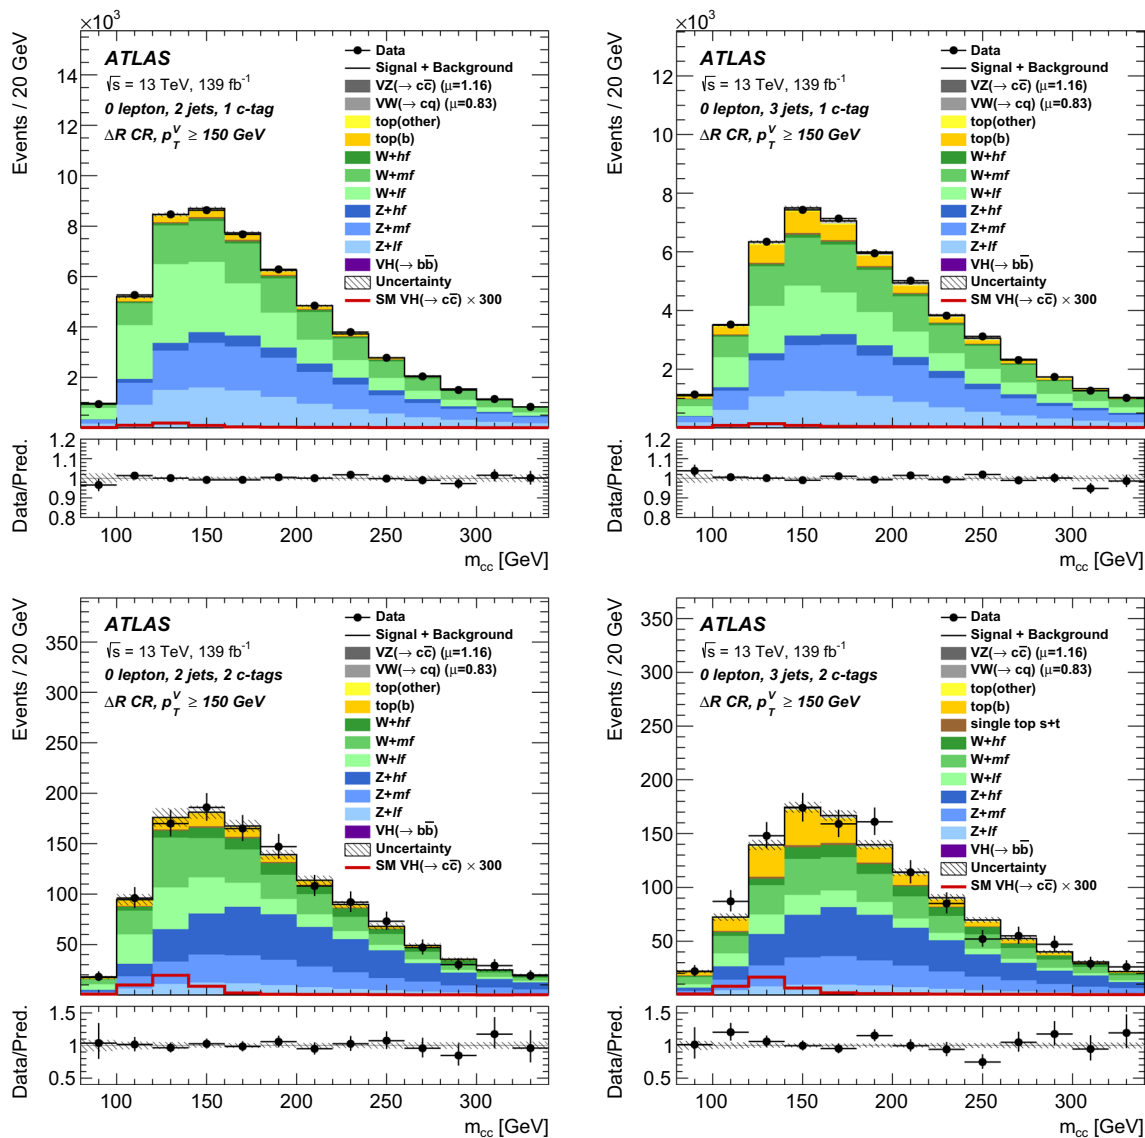 ×10³
Events / 20 GeV
14
12
10
8
6
4
2
ATLAS
√s = 13 TeV, 139 fb⁻¹
0 lepton, 2 jets, 1 c-tag
ΔR CR, p_T^V ≥ 150 GeV
Data
Signal + Background
VZ(→ cc̅) (μ=1.16)
VW(→ cq) (μ=0.83)
top(other)
top(b)
W+hf
W+mf
W+lf
Z+hf
Z+mf
Z+lf
VH(→ bb̅)
Uncertainty
SM VH(→ cc̅) × 300
Data/Pred.
1.2
1.1
1
0.9
0.8
100 150 200 250 300
m_cc [GeV]
×10³
Events / 20 GeV
12
10
8
6
4
2
ATLAS
√s = 13 TeV, 139 fb⁻¹
0 lepton, 3 jets, 1 c-tag
ΔR CR, p_T^V ≥ 150 GeV
Data
Signal + Background
VZ(→ cc̅) (μ=1.16)
VW(→ cq) (μ=0.83)
top(other)
top(b)
W+hf
W+mf
W+lf
Z+hf
Z+mf
Z+lf
VH(→ bb̅)
Uncertainty
SM VH(→ cc̅) × 300
Data/Pred.
1.2
1.1
1
0.9
0.8
100 150 200 250 300
m_cc [GeV]
Events / 20 GeV
350
300
250
200
150
100
50
ATLAS
√s = 13 TeV, 139 fb⁻¹
0 lepton, 2 jets, 2 c-tags
ΔR CR, p_T^V ≥ 150 GeV
Data
Signal + Background
VZ(→ cc̅) (μ=1.16)
VW(→ cq) (μ=0.83)
top(other)
top(b)
W+hf
W+mf
W+lf
Z+hf
Z+mf
Z+lf
VH(→ bb̅)
Uncertainty
SM VH(→ cc̅) × 300
Data/Pred.
1.5
1
0.5
100 150 200 250 300
m_cc [GeV]
Events / 20 GeV
350
300
250
200
150
100
50
ATLAS
√s = 13 TeV, 139 fb⁻¹
0 lepton, 3 jets, 2 c-tags
ΔR CR, p_T^V ≥ 150 GeV
Data
Signal + Background
VZ(→ cc̅) (μ=1.16)
VW(→ cq) (μ=0.83)
top(other)
top(b)
single top s+t
W+hf
W+mf
W+lf
Z+hf
Z+mf
Z+lf
VH(→ bb̅)
Uncertainty
SM VH(→ cc̅) × 300
Data/Pred.
1.5
1
0.5
100 150 200 250 300
m_cc [GeV]